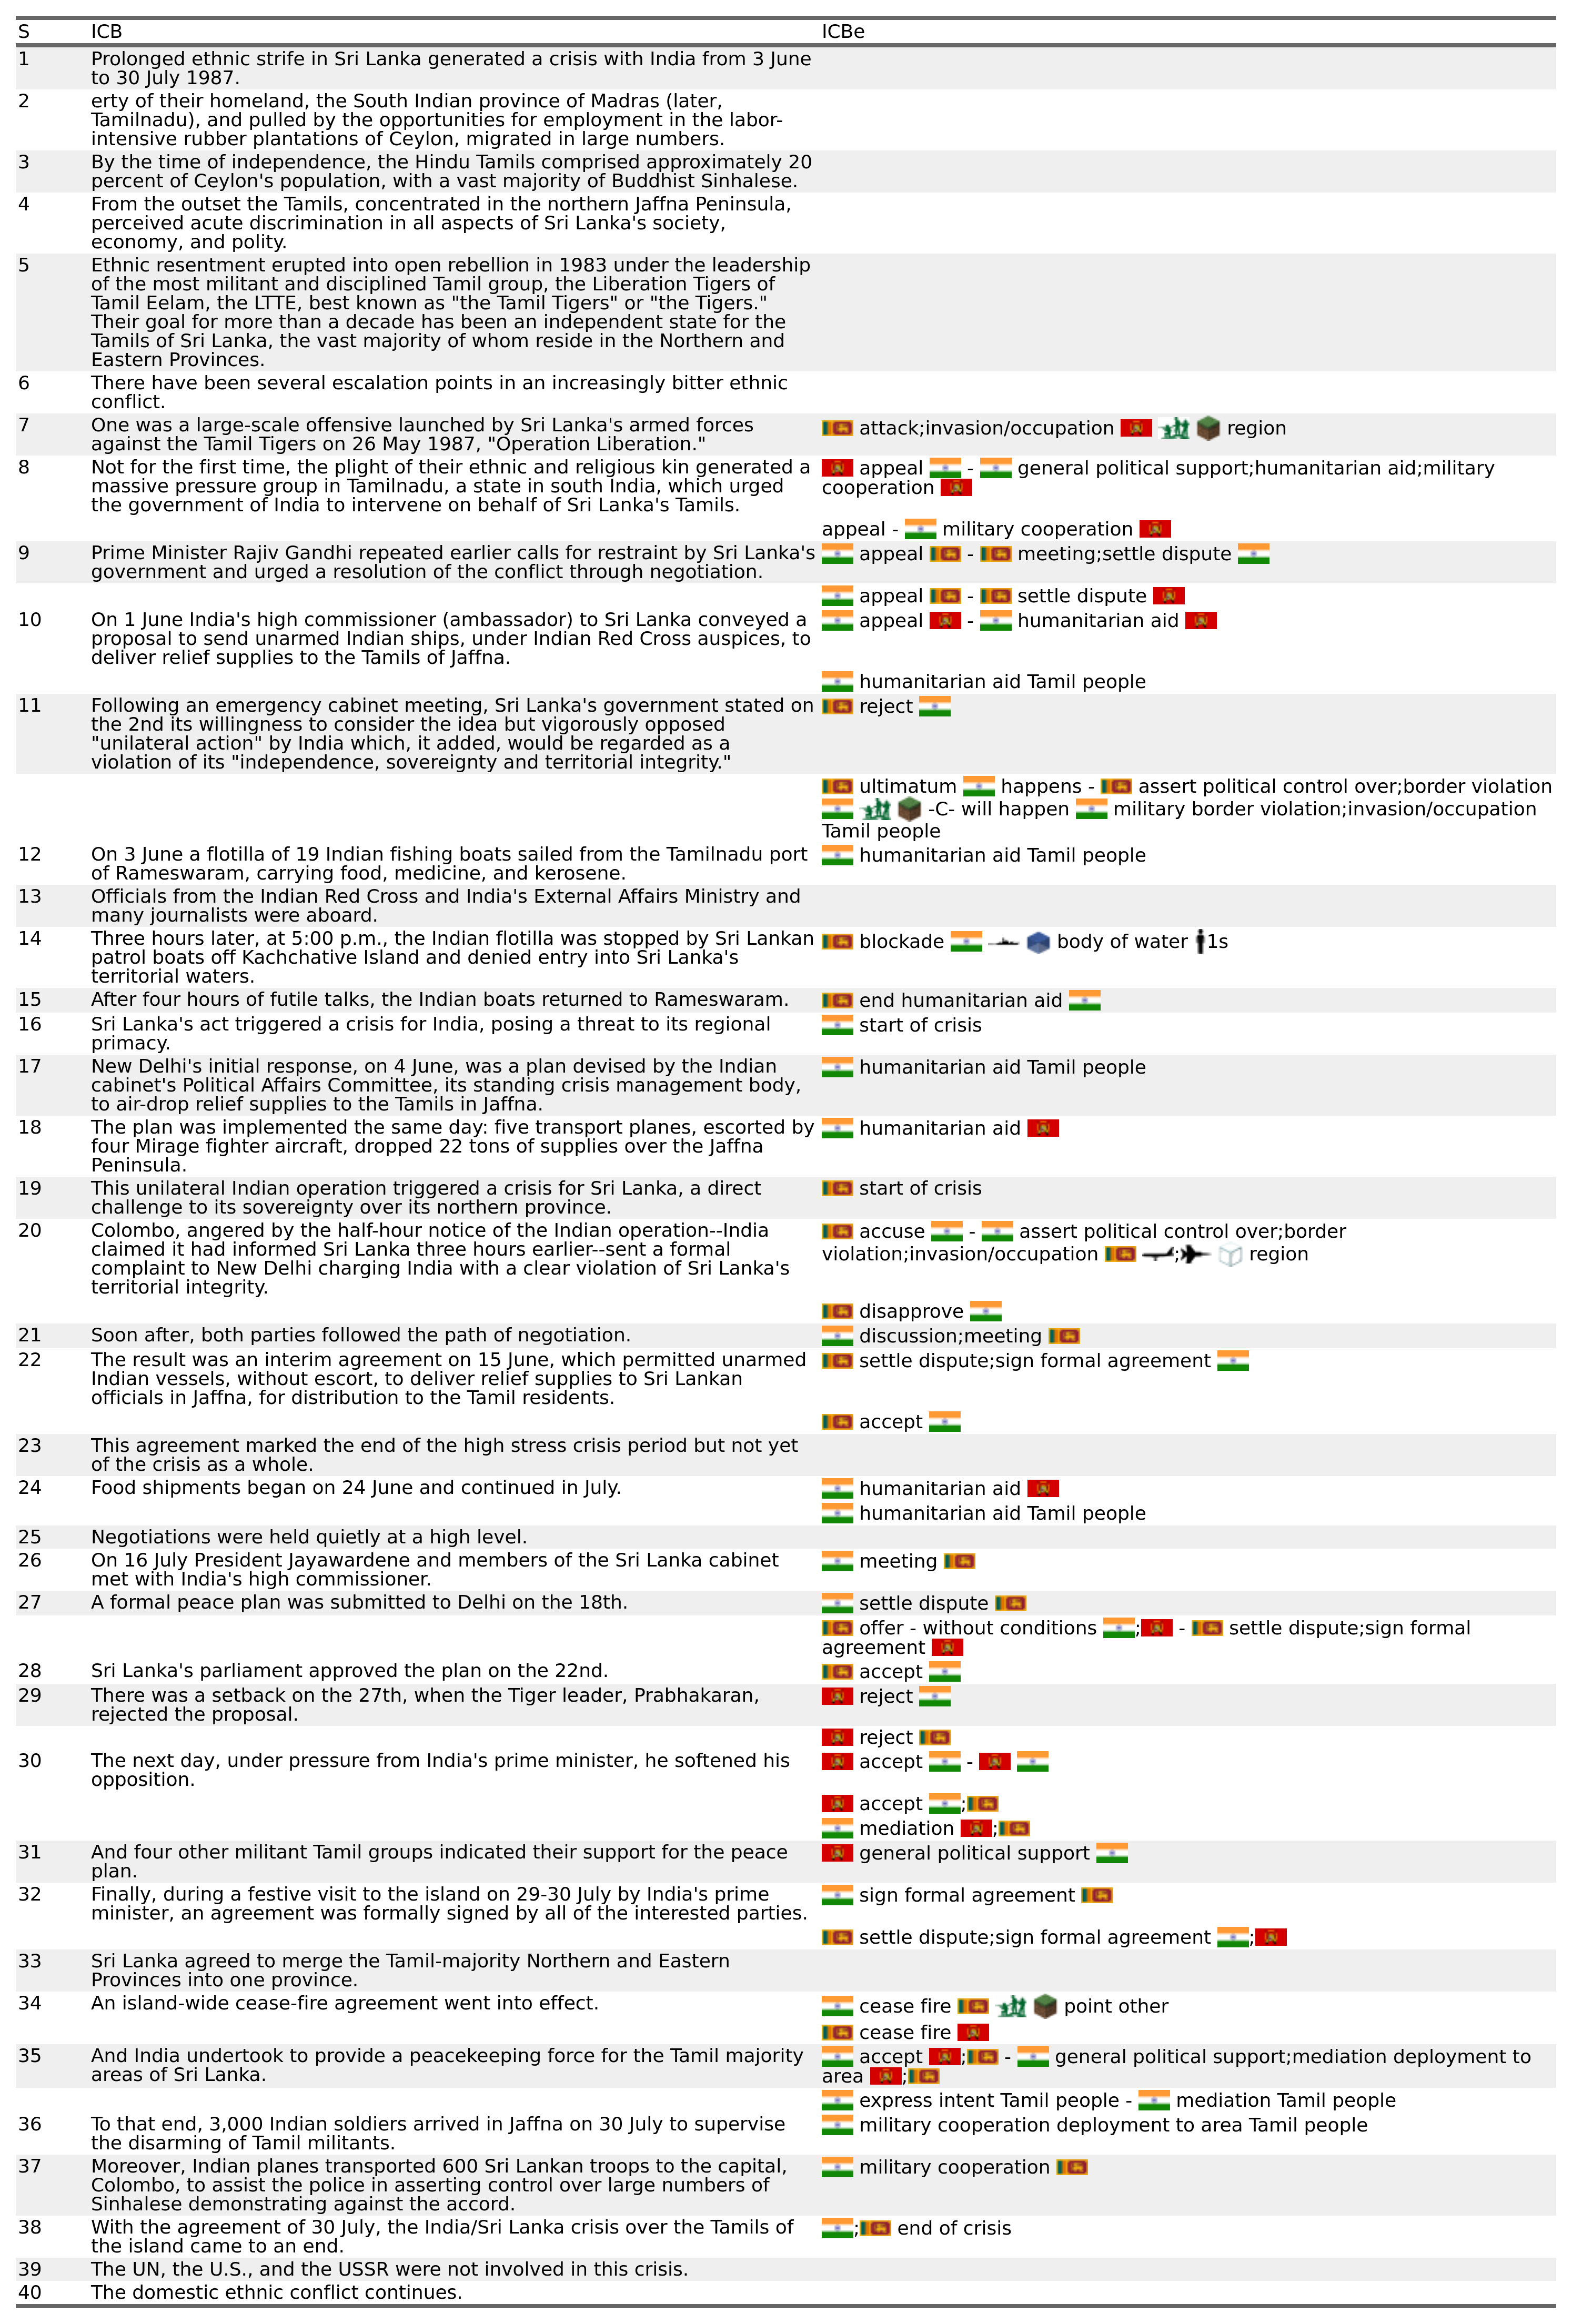 S ICB ICBe
1 Prolonged ethnic strife in Sri Lanka generated a crisis with India from 3 June
to 30 July 1987.
2 erty of their homeland, the South Indian province of Madras (later,
Tamilnadu), and pulled by the opportunities for employment in the labor-
intensive rubber plantations of Ceylon, migrated in large numbers.
3 By the time of independence, the Hindu Tamils comprised approximately 20
percent of Ceylon's population, with a vast majority of Buddhist Sinhalese.
4 From the outset the Tamils, concentrated in the northern Jaffna Peninsula,
perceived acute discrimination in all aspects of Sri Lanka's society,
economy, and polity.
5 Ethnic resentment erupted into open rebellion in 1983 under the leadership
of the most militant and disciplined Tamil group, the Liberation Tigers of
Tamil Eelam, the LTTE, best known as "the Tamil Tigers" or "the Tigers."
Their goal for more than a decade has been an independent state for the
Tamils of Sri Lanka, the vast majority of whom reside in the Northern and
Eastern Provinces.
6 There have been several escalation points in an increasingly bitter ethnic
conflict.
7 One was a large-scale offensive launched by Sri Lanka's armed forces
against the Tamil Tigers on 26 May 1987, "Operation Liberation."
attack;invasion/occupation region
8 Not for the first time, the plight of their ethnic and religious kin generated a
massive pressure group in Tamilnadu, a state in south India, which urged
the government of India to intervene on behalf of Sri Lanka's Tamils.
appeal - general political support;humanitarian aid;military
cooperation
appeal - military cooperation
9 Prime Minister Rajiv Gandhi repeated earlier calls for restraint by Sri Lanka's
government and urged a resolution of the conflict through negotiation.
appeal - meeting;settle dispute
appeal - settle dispute
10 On 1 June India's high commissioner (ambassador) to Sri Lanka conveyed a
proposal to send unarmed Indian ships, under Indian Red Cross auspices, to
deliver relief supplies to the Tamils of Jaffna.
appeal - humanitarian aid
humanitarian aid Tamil people
11 Following an emergency cabinet meeting, Sri Lanka's government stated on
the 2nd its willingness to consider the idea but vigorously opposed
"unilateral action" by India which, it added, would be regarded as a
violation of its "independence, sovereignty and territorial integrity."
reject
ultimatum happens - assert political control over;border violation
-C- will happen military border violation;invasion/occupation
Tamil people
12 On 3 June a flotilla of 19 Indian fishing boats sailed from the Tamilnadu port
of Rameswaram, carrying food, medicine, and kerosene.
humanitarian aid Tamil people
13 Officials from the Indian Red Cross and India's External Affairs Ministry and
many journalists were aboard.
14 Three hours later, at 5:00 p.m., the Indian flotilla was stopped by Sri Lankan
patrol boats off Kachchative Island and denied entry into Sri Lanka's
territorial waters.
blockade body of water 1s
15 After four hours of futile talks, the Indian boats returned to Rameswaram.
end humanitarian aid
16 Sri Lanka's act triggered a crisis for India, posing a threat to its regional
primacy.
start of crisis
17 New Delhi's initial response, on 4 June, was a plan devised by the Indian
cabinet's Political Affairs Committee, its standing crisis management body,
to air-drop relief supplies to the Tamils in Jaffna.
humanitarian aid Tamil people
18 The plan was implemented the same day: five transport planes, escorted by
four Mirage fighter aircraft, dropped 22 tons of supplies over the Jaffna
Peninsula.
humanitarian aid
19 This unilateral Indian operation triggered a crisis for Sri Lanka, a direct
challenge to its sovereignty over its northern province.
start of crisis
20 Colombo, angered by the half-hour notice of the Indian operation--India
claimed it had informed Sri Lanka three hours earlier--sent a formal
complaint to New Delhi charging India with a clear violation of Sri Lanka's
territorial integrity.
accuse - assert political control over;border
violation;invasion/occupation ; region
disapprove
21 Soon after, both parties followed the path of negotiation.
discussion;meeting
22 The result was an interim agreement on 15 June, which permitted unarmed
Indian vessels, without escort, to deliver relief supplies to Sri Lankan
officials in Jaffna, for distribution to the Tamil residents.
settle dispute;sign formal agreement
accept
23 This agreement marked the end of the high stress crisis period but not yet
of the crisis as a whole.
24 Food shipments began on 24 June and continued in July.
humanitarian aid
humanitarian aid Tamil people
25 Negotiations were held quietly at a high level.
26 On 16 July President Jayawardene and members of the Sri Lanka cabinet
met with India's high commissioner.
meeting
27 A formal peace plan was submitted to Delhi on the 18th.
settle dispute
offer - without conditions ; - settle dispute;sign formal
agreement
28 Sri Lanka's parliament approved the plan on the 22nd.
accept
29 There was a setback on the 27th, when the Tiger leader, Prabhakaran,
rejected the proposal.
reject
reject
30 The next day, under pressure from India's prime minister, he softened his
opposition.
accept -
accept ;
mediation ;
31 And four other militant Tamil groups indicated their support for the peace
plan.
general political support
32 Finally, during a festive visit to the island on 29-30 July by India's prime
minister, an agreement was formally signed by all of the interested parties.
sign formal agreement
settle dispute;sign formal agreement ;
33 Sri Lanka agreed to merge the Tamil-majority Northern and Eastern
Provinces into one province.
34 An island-wide cease-fire agreement went into effect.
cease fire point other
cease fire
35 And India undertook to provide a peacekeeping force for the Tamil majority
areas of Sri Lanka.
accept ; - general political support;mediation deployment to
area ;
express intent Tamil people - mediation Tamil people
36 To that end, 3,000 Indian soldiers arrived in Jaffna on 30 July to supervise
the disarming of Tamil militants.
military cooperation deployment to area Tamil people
37 Moreover, Indian planes transported 600 Sri Lankan troops to the capital,
Colombo, to assist the police in asserting control over large numbers of
Sinhalese demonstrating against the accord.
military cooperation
38 With the agreement of 30 July, the India/Sri Lanka crisis over the Tamils of
the island came to an end.
; end of crisis
39 The UN, the U.S., and the USSR were not involved in this crisis.
40 The domestic ethnic conflict continues.